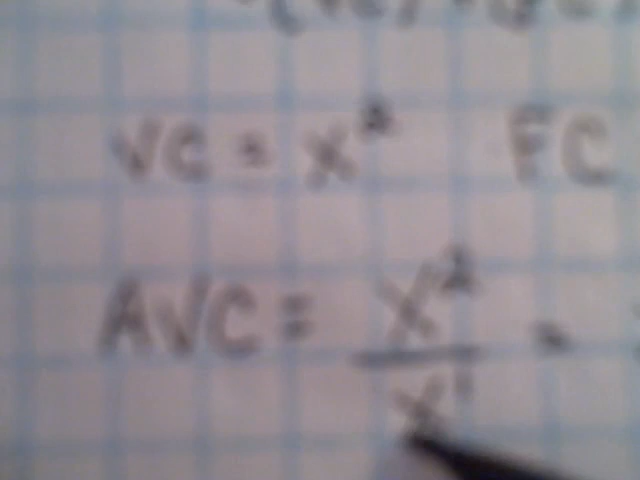 VC = x² FC
AVC = x²/x¹ =